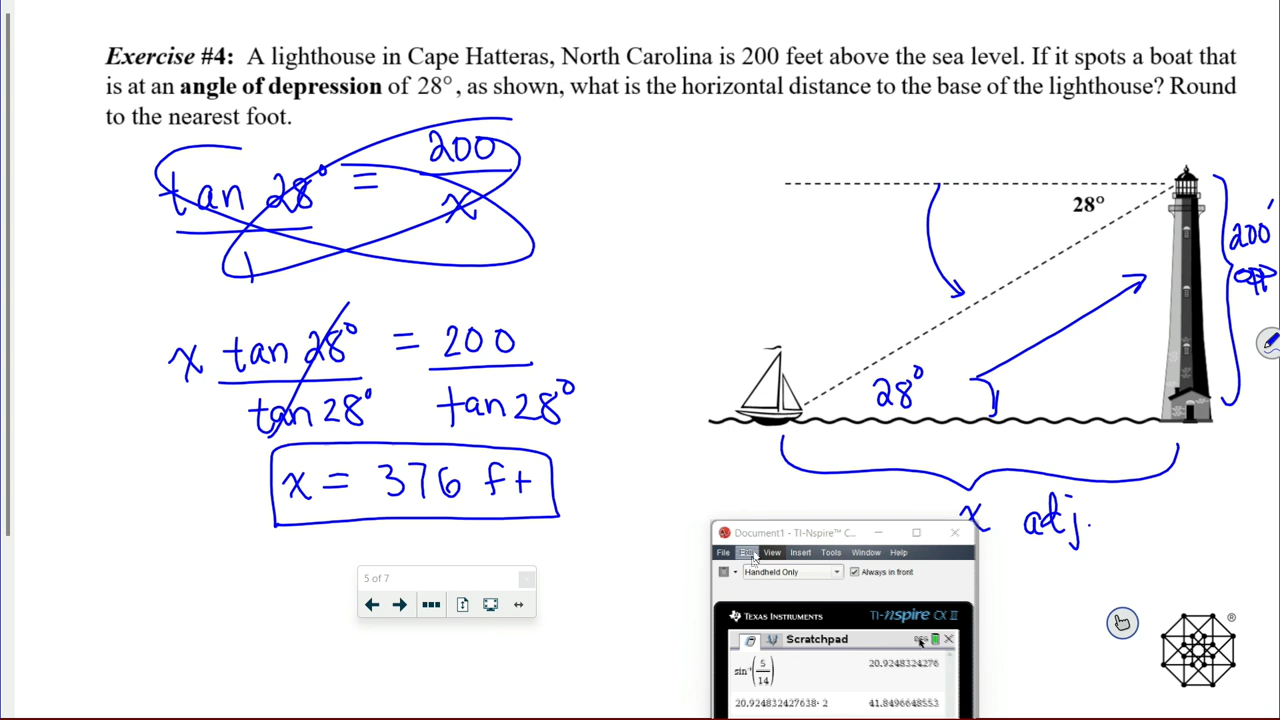 Exercise #4: A lighthouse in Cape Hatteras, North Carolina is 200 feet above the sea level. If it spots a boat that
is at an angle of depression of 28°, as shown, what is the horizontal distance to the base of the lighthouse? Round
to the nearest foot.
tan 28° = 200
x
1
28°
200'
opp
x tan 28° = 200
tan 28° tan 28°
28°
x = 376 ft
x adj.
Document1 - TI-Nspire™ C...
File Edit View Insert Tools Window Help
Handheld Only Always in front
5 of 7
TEXAS INSTRUMENTS TI-nspire CX II
Scratchpad
sin⁻¹(5/14) 20.9248324276
20.924832427638·2 41.8496648553
®